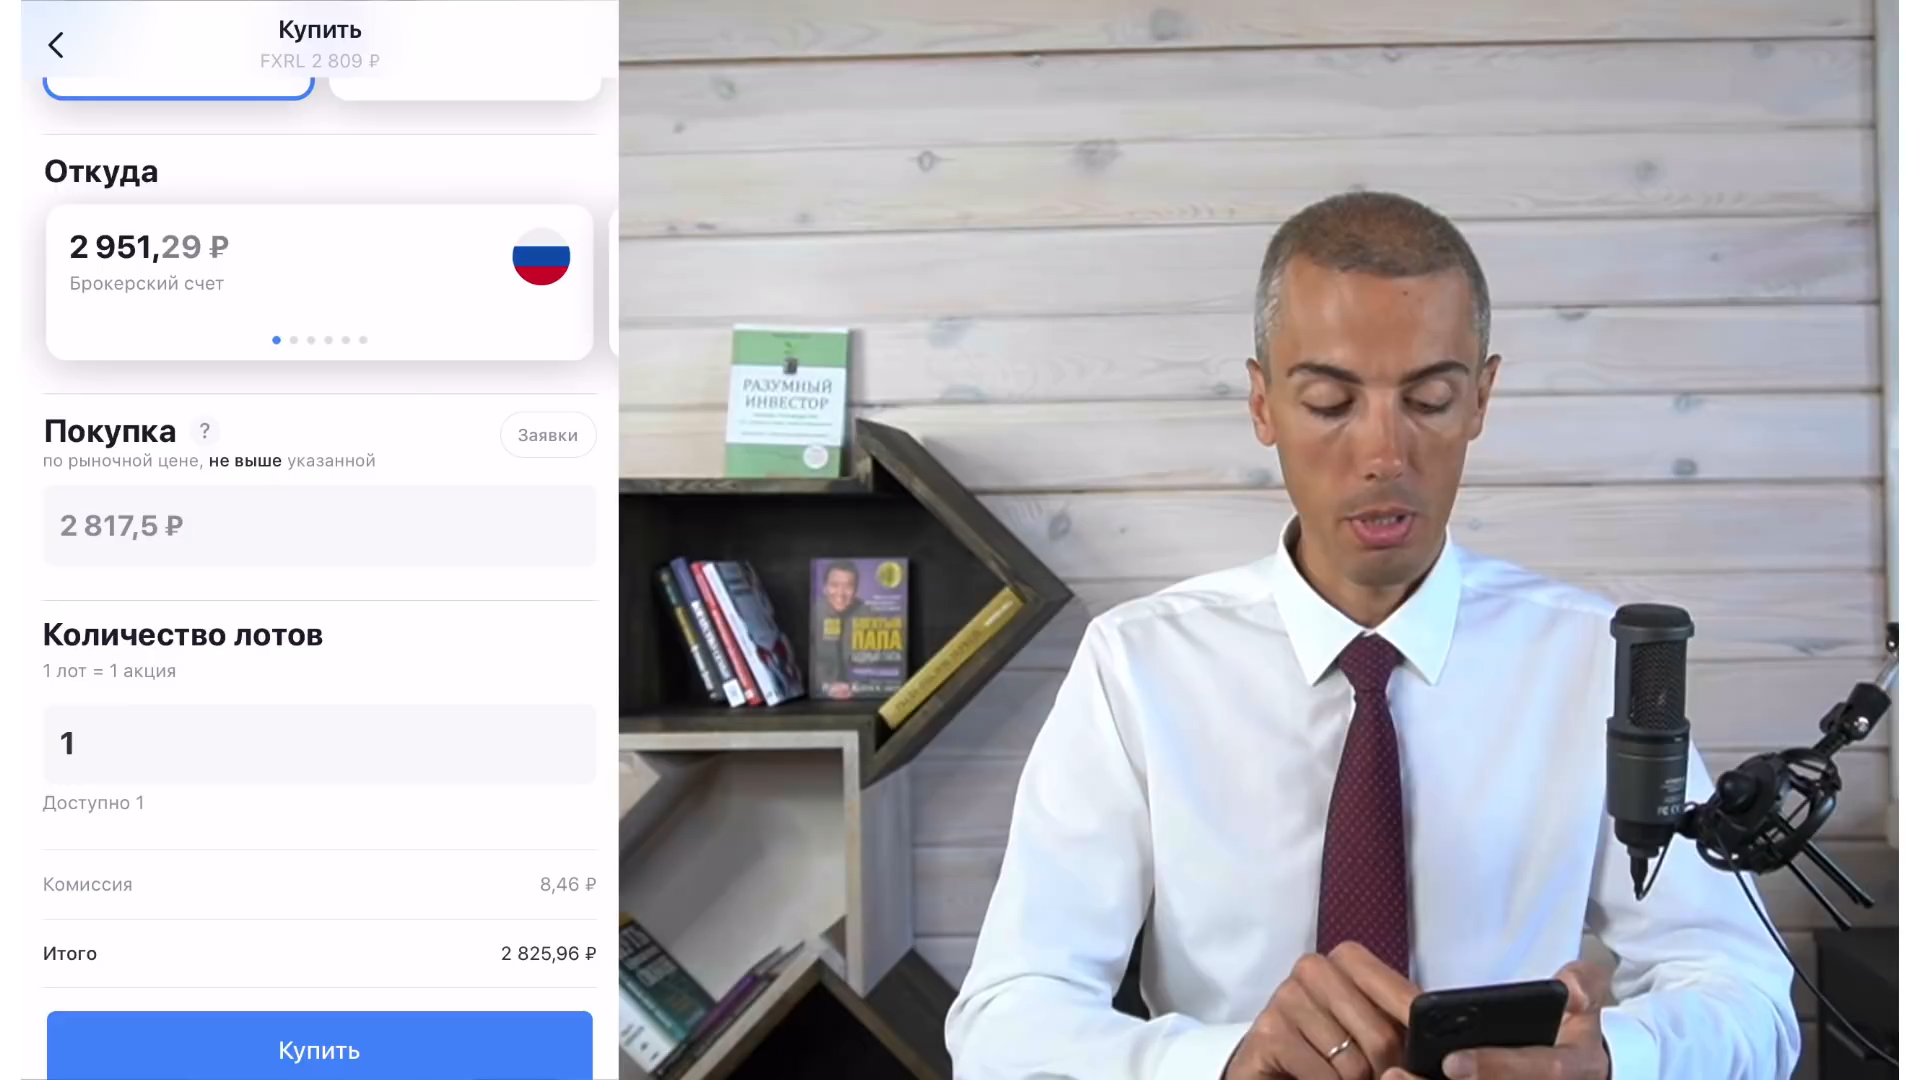 Купить
FXRL 2 809 ₽
Откуда
2 951,29 ₽
Брокерский счет
Покупка ?
Заявки
по рыночной цене, не выше указанной
2 817,5 ₽
Количество лотов
1 лот = 1 акция
1
Доступно 1
Комиссия 8,46 ₽
Итого 2 825,96 ₽
Купить
РАЗУМНЫЙ
ИНВЕСТОР
БОГАТЫЙ
ПАПА